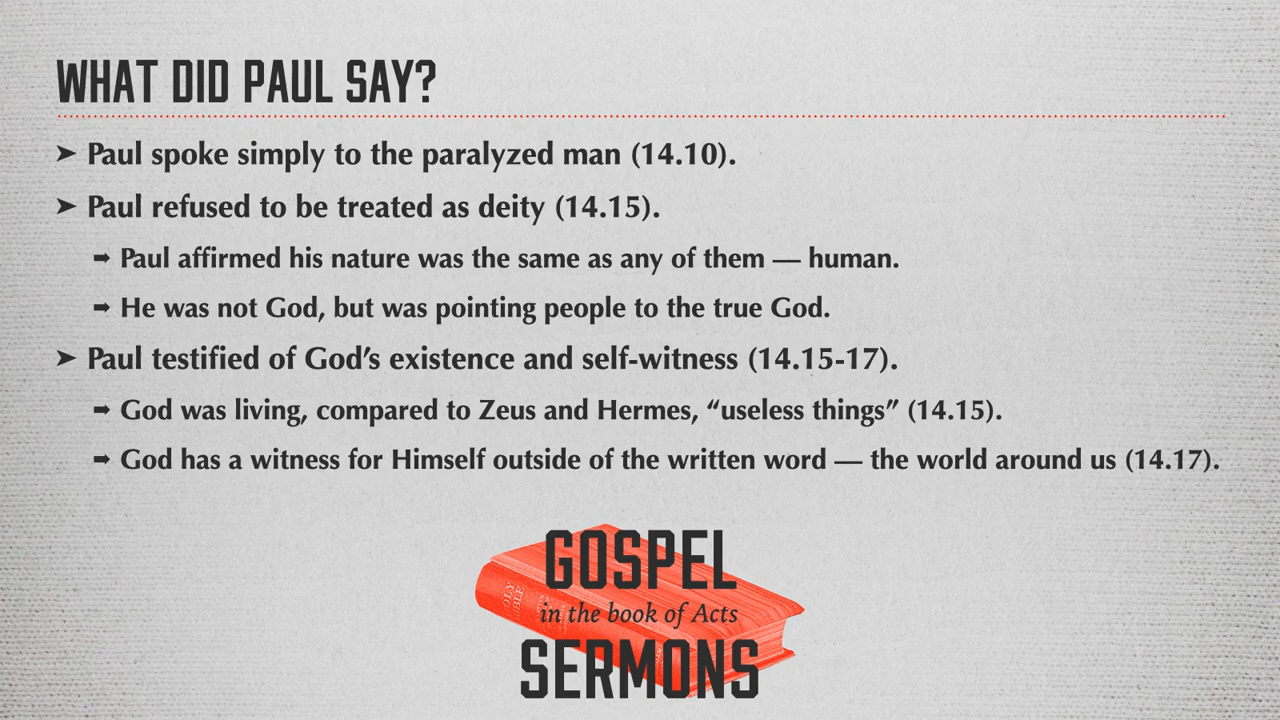 WHAT DID PAUL SAY?
➤ Paul spoke simply to the paralyzed man (14.10).
➤ Paul refused to be treated as deity (14.15).
➡ Paul affirmed his nature was the same as any of them — human.
➡ He was not God, but was pointing people to the true God.
➤ Paul testified of God’s existence and self-witness (14.15-17).
➡ God was living, compared to Zeus and Hermes, “useless things” (14.15).
➡ God has a witness for Himself outside of the written word — the world around us (14.17).
GOSPEL
in the book of Acts
SERMONS